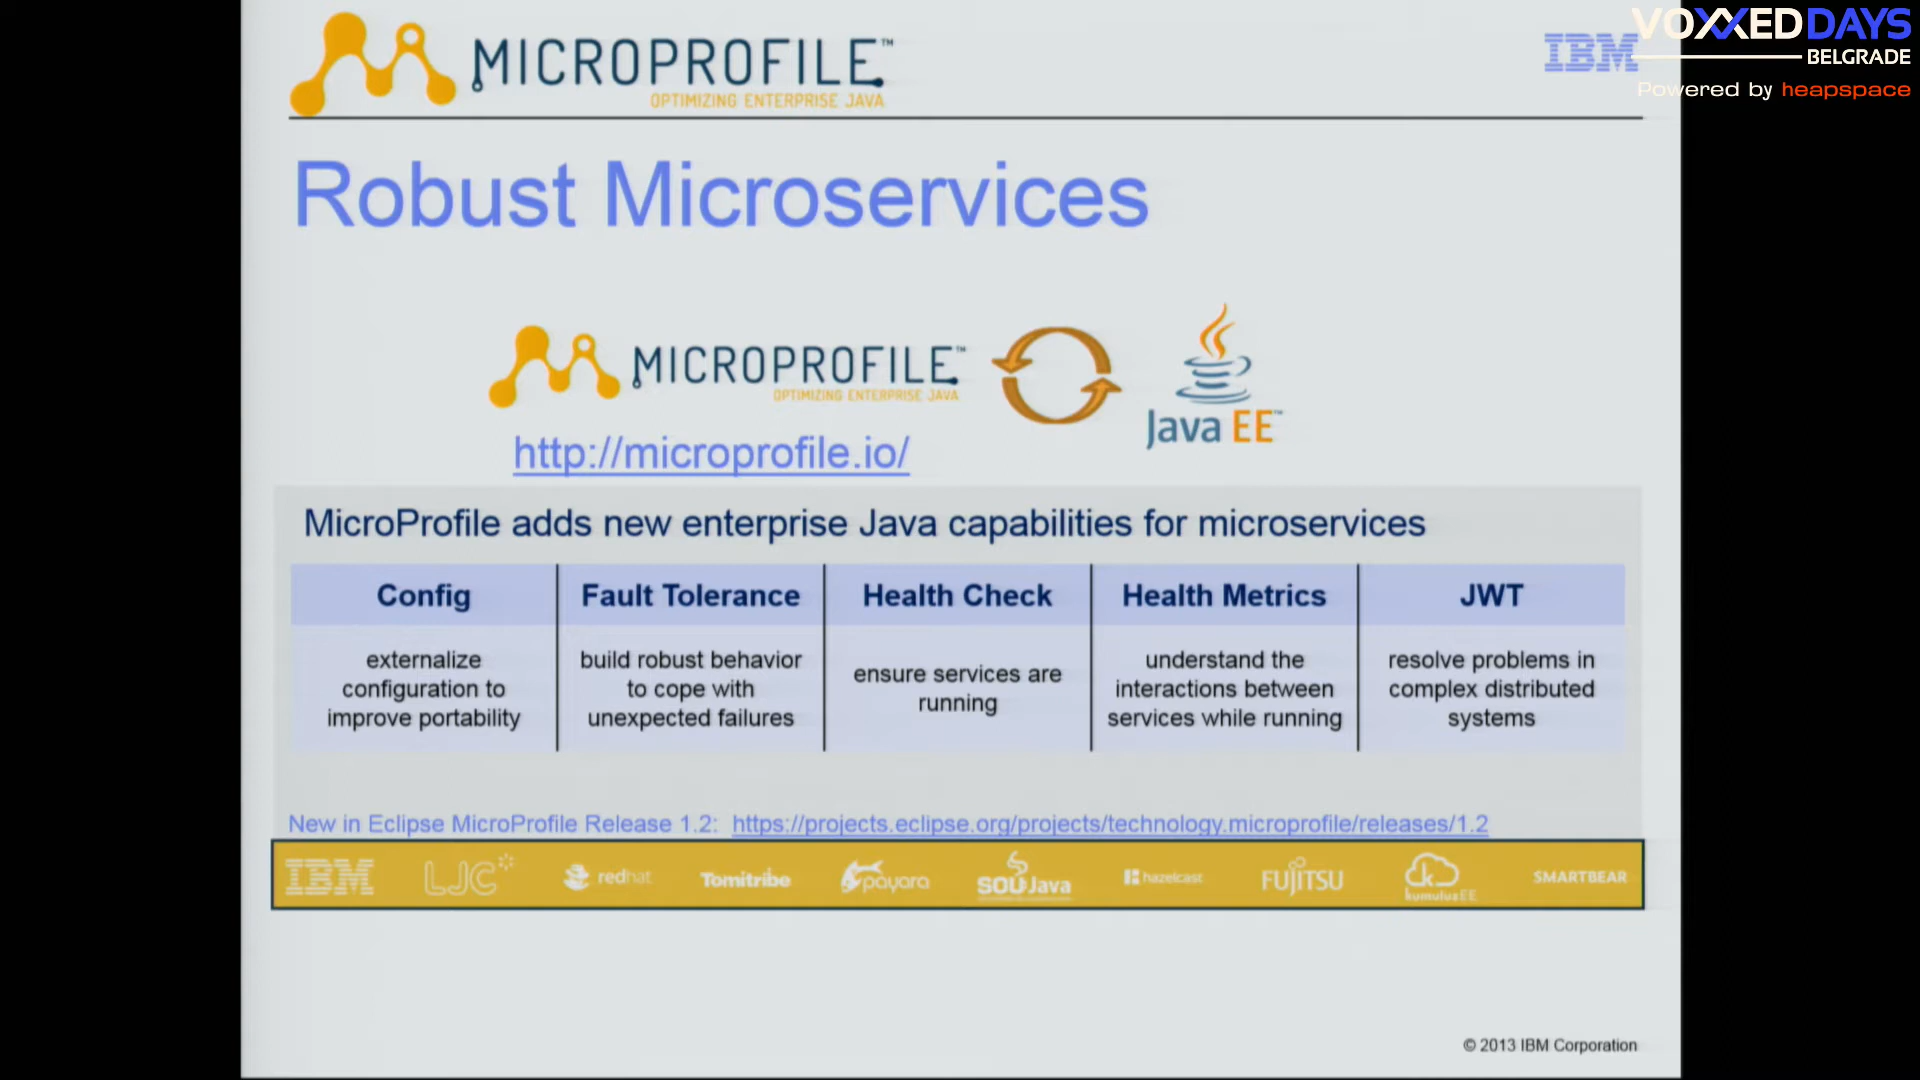 MICROPROFILE™
OPTIMIZING ENTERPRISE JAVA
IBM
VOXXED DAYS
BELGRADE
Powered by heapspace
Robust Microservices
MICROPROFILE™
OPTIMIZING ENTERPRISE JAVA
Java EE™
http://microprofile.io/
MicroProfile adds new enterprise Java capabilities for microservices
Config
externalize
configuration to
improve portability
Fault Tolerance
build robust behavior
to cope with
unexpected failures
Health Check
ensure services are
running
Health Metrics
understand the
interactions between
services while running
JWT
resolve problems in
complex distributed
systems
New in Eclipse MicroProfile Release 1.2: https://projects.eclipse.org/projects/technology.microprofile/releases/1.2
IBM LJC redhat Tomitribe payara SOUJava hazelcast FUJITSU kumuluzEE SMARTBEAR
© 2013 IBM Corporation